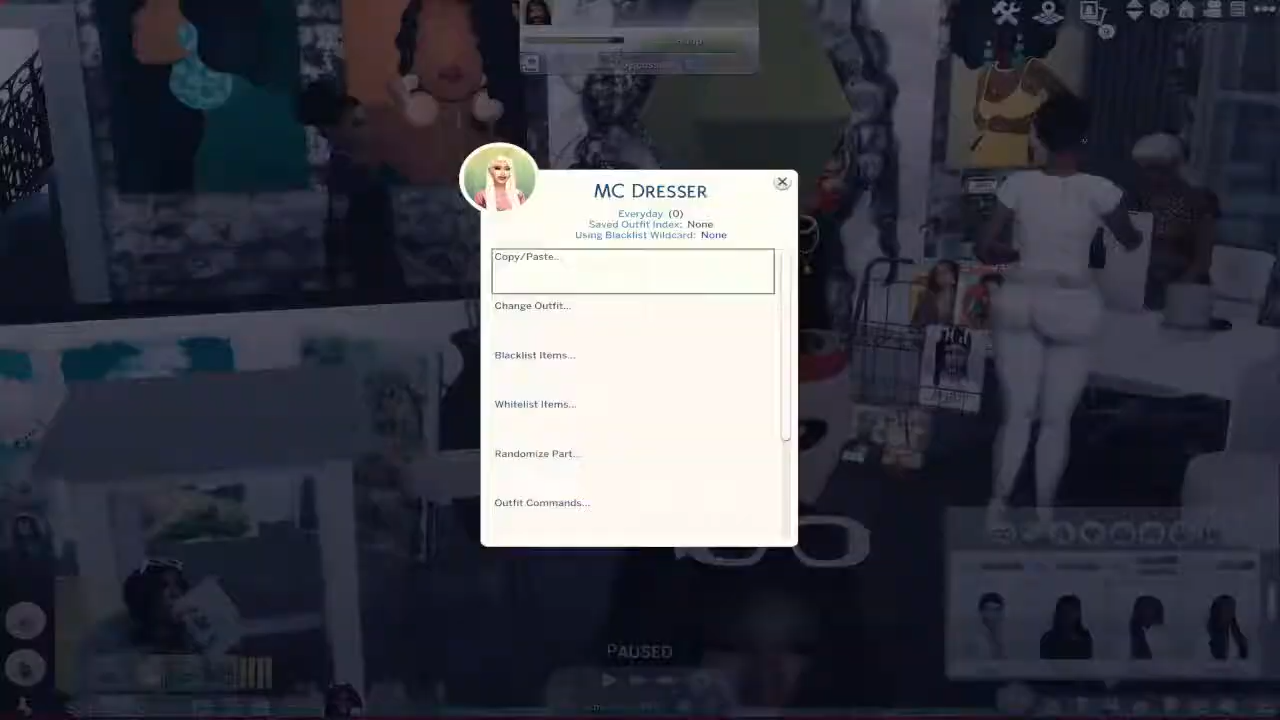 MC DRESSER
Everyday (0)
Saved Outfit Index: None
Using Blacklist Wildcard: None
Copy/Paste...
Change Outfit...
Blacklist Items...
Whitelist Items...
Randomize Part...
Outfit Commands...
PAUSED